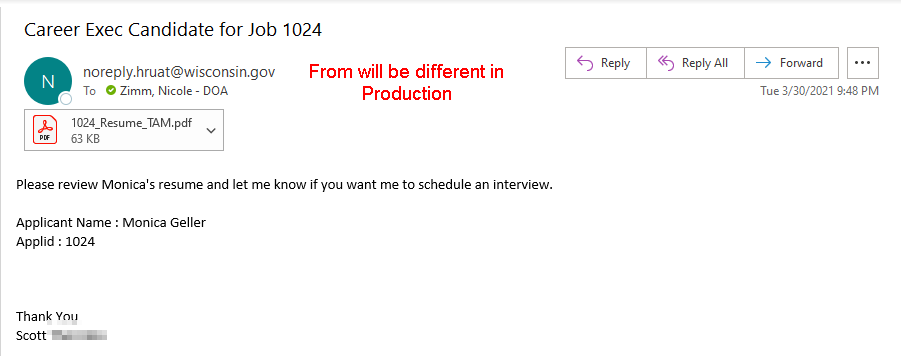 Career Exec Candidate for Job 1024
N
noreply.hruat@wisconsin.gov
To Zimm, Nicole - DOA
From will be different in
Production
Reply
Reply All
Forward
Tue 3/30/2021 9:48 PM
PDF
1024_Resume_TAM.pdf
63 KB
Please review Monica's resume and let me know if you want me to schedule an interview.
Applicant Name : Monica Geller
Applid : 1024
Thank You
Scott